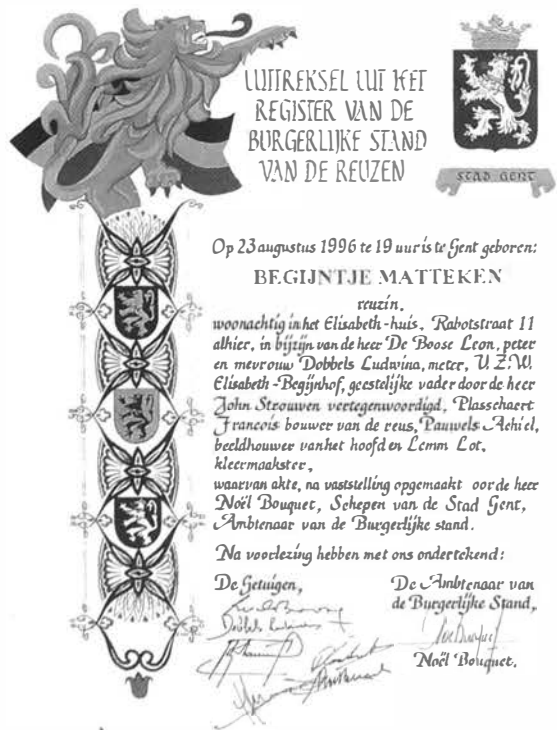 UITREKSEL UIT HET
REGISTER VAN DE
BURGERLIJKE STAND
VAN DE REUZEN
STAD GENT
Op 23 augustus 1996 te 19 uur is te Gent geboren:
BEGIJNTJE MATTEKEN
reuzin,
woonachtig in het Elisabeth-huis, Rabotstraat 11
alhier, in bijzijn van de heer De Boose Leon, peter
en mevrouw Dobbels Ludwina, meter, U.Z.W.
Elisabeth-Begijnhof, geestelijke vader door de heer
John Strouwen vertegenwoordigd, Plasschaert
Francois bouwer van de reus, Pauwels Achiel,
beeldhouwer van het hoofd en Lemm Lot,
kleermaakster,
waarvan akte, na vaststelling opgemaakt oor de heer
Noël Bouquet, Schepen van de Stad Gent,
Ambtenaar van de Burgerlijke stand.
Na voorlezing hebben met ons ondertekend:
De Getuigen,
De Ambtenaar van
de Burgerlijke Stand,
Noël Bouquet.